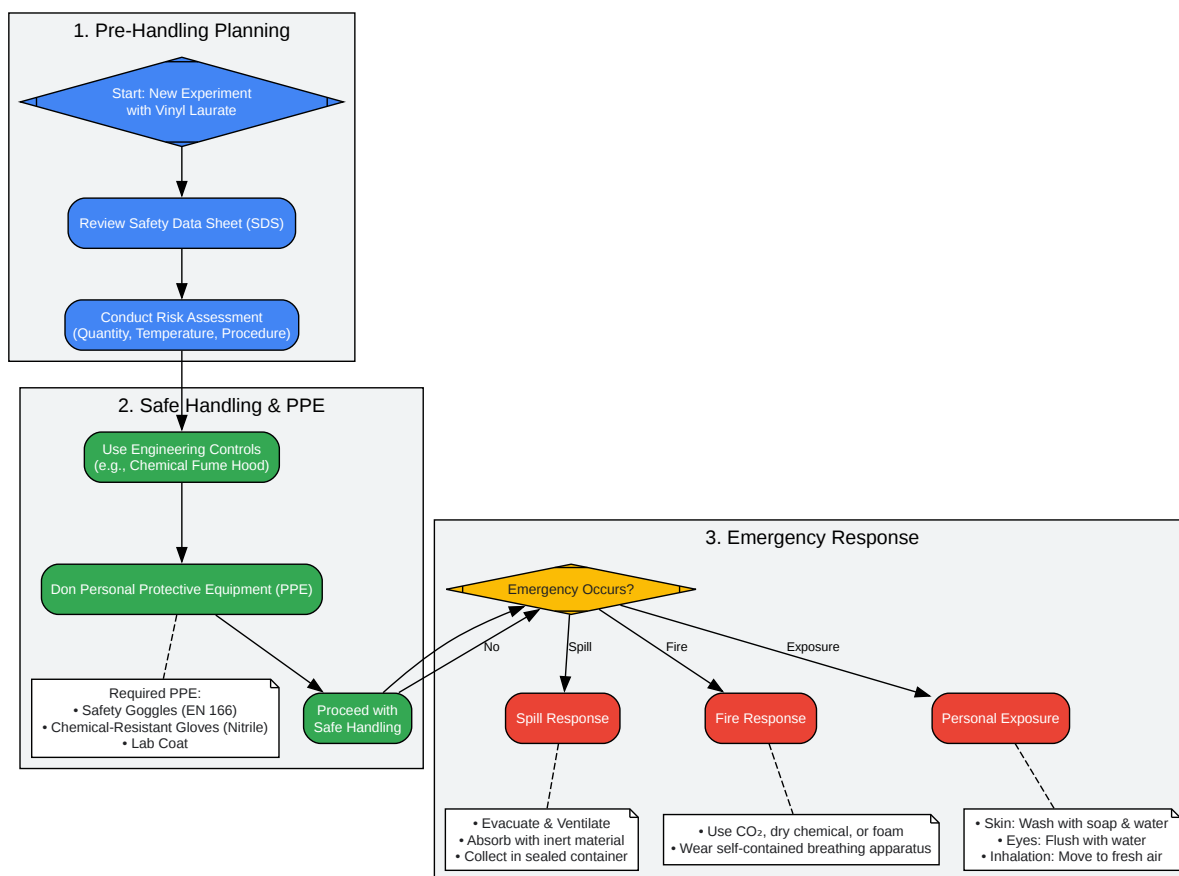 1. Pre-Handling Planning
Start: New Experiment
with Vinyl Laurate
Review Safety Data Sheet (SDS)
Conduct Risk Assessment
(Quantity, Temperature, Procedure)
2. Safe Handling & PPE
Use Engineering Controls
(e.g., Chemical Fume Hood)
Don Personal Protective Equipment (PPE)
Required PPE:
• Safety Goggles (EN 166)
• Chemical-Resistant Gloves (Nitrile)
• Lab Coat
Proceed with
Safe Handling
3. Emergency Response
Emergency Occurs?
No
Spill
Fire
Exposure
Spill Response
Fire Response
Personal Exposure
• Evacuate & Ventilate
• Absorb with inert material
• Collect in sealed container
• Use CO₂, dry chemical, or foam
• Wear self-contained breathing apparatus
• Skin: Wash with soap & water
• Eyes: Flush with water
• Inhalation: Move to fresh air